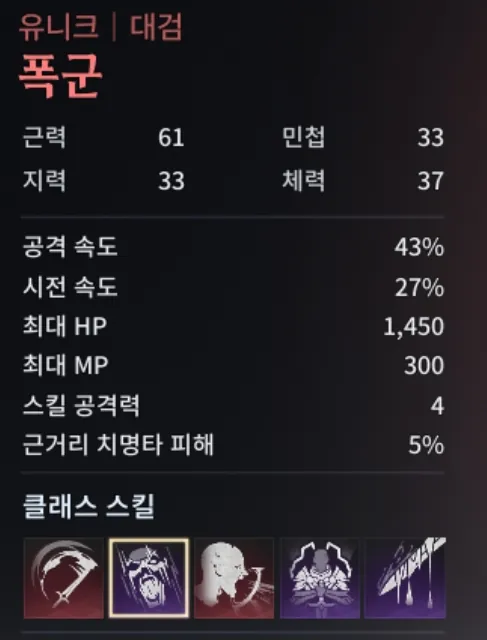 유니크 | 대검
폭군
근력 61 민첩 33
지력 33 체력 37
공격 속도 43%
시전 속도 27%
최대 HP 1,450
최대 MP 300
스킬 공격력 4
근거리 치명타 피해 5%
클래스 스킬